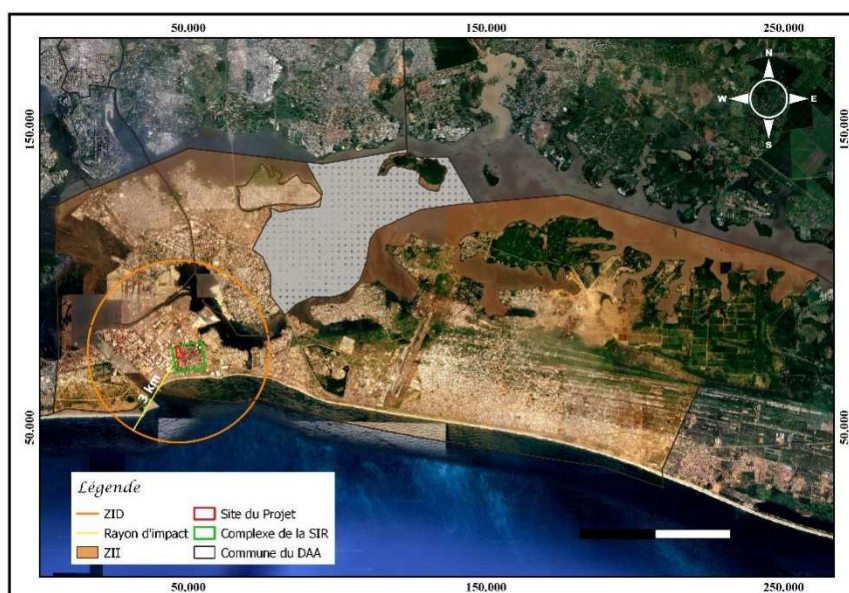 50.000 150.000 250.000
150.000 150.000
N
W E
S
3 km
50.000 50.000
Légende
ZID
Rayon d'impact
ZII
Site du Projet
Complexe de la SIR
Commune du DAA
50.000 150.000 250.000